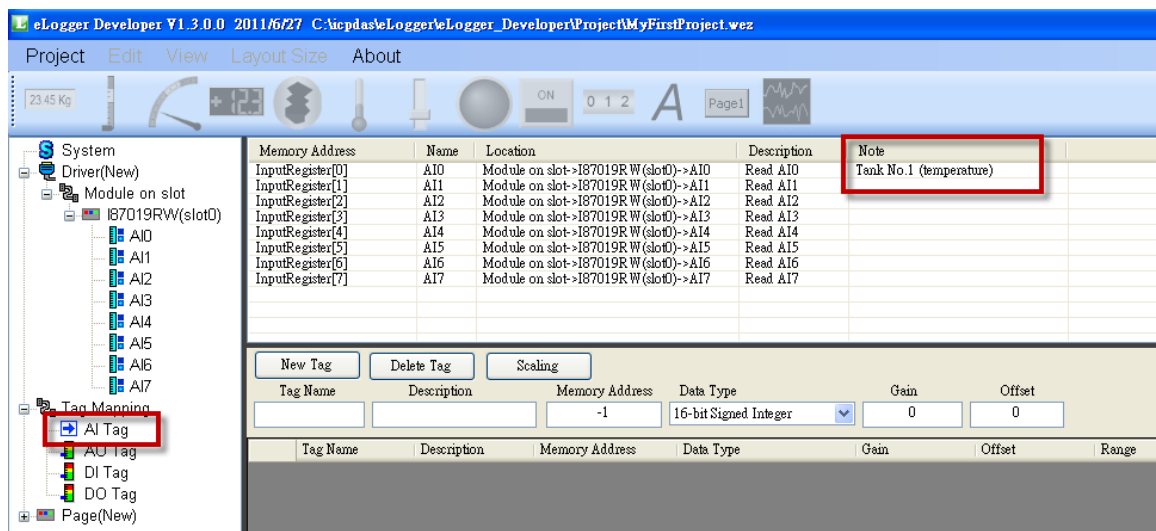 eLogger Developer V1.3.0.0 2011/6/27 C:\icpdas\eLogger\eLogger_Developer\Project\MyFirstProject.wez
Project Edit View Layout Size About
23.45 Kg +12.3 ON 0 1 2 A Page1
System
Driver(New)
Module on slot
I87019RW(slot0)
AI0
AI1
AI2
AI3
AI4
AI5
AI6
AI7
Tag Mapping
AI Tag
AO Tag
DI Tag
DO Tag
Page(New)
Memory Address Name Location Description Note
InputRegister[0] AI0 Module on slot->I87019RW(slot0)->AI0 Read AI0 Tank No.1 (temperature)
InputRegister[1] AI1 Module on slot->I87019RW(slot0)->AI1 Read AI1
InputRegister[2] AI2 Module on slot->I87019RW(slot0)->AI2 Read AI2
InputRegister[3] AI3 Module on slot->I87019RW(slot0)->AI3 Read AI3
InputRegister[4] AI4 Module on slot->I87019RW(slot0)->AI4 Read AI4
InputRegister[5] AI5 Module on slot->I87019RW(slot0)->AI5 Read AI5
InputRegister[6] AI6 Module on slot->I87019RW(slot0)->AI6 Read AI6
InputRegister[7] AI7 Module on slot->I87019RW(slot0)->AI7 Read AI7
New Tag Delete Tag Scaling
Tag Name Description Memory Address Data Type Gain Offset
-1 16-bit Signed Integer 0 0
Tag Name Description Memory Address Data Type Gain Offset Range